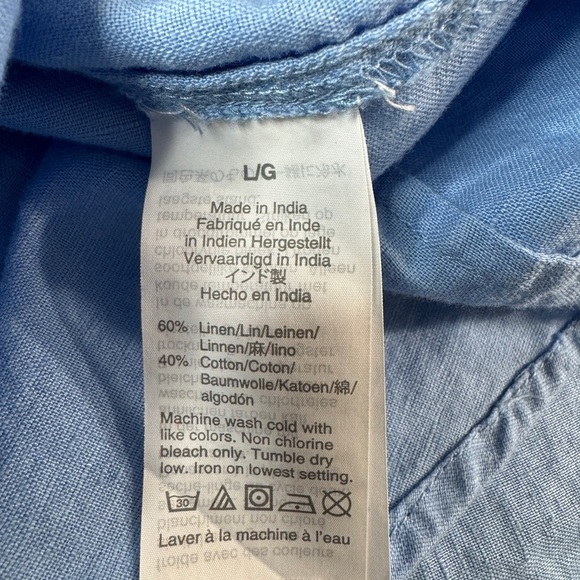 L/G
Made in India
Fabriqué en Inde
in Indien Hergestellt
Vervaardigd in India
インド製
Hecho en India
60% Linen/Lin/Leinen/
Linnen/麻/lino
40% Cotton/Coton/
Baumwolle/Katoen/綿/
algodón
Machine wash cold with
like colors. Non chlorine
bleach only. Tumble dry
low. Iron on lowest setting.
30
Laver à la machine à l'eau